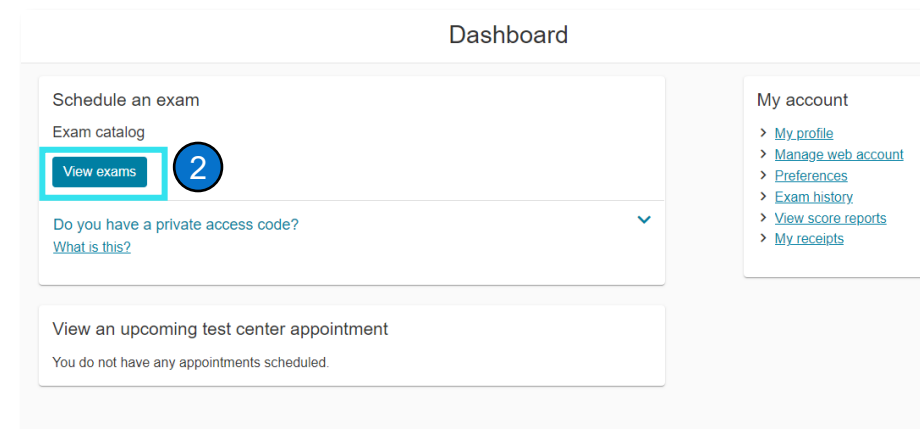 Dashboard
Schedule an exam
Exam catalog
View exams
2
Do you have a private access code?
What is this?
View an upcoming test center appointment
You do not have any appointments scheduled.
My account
My profile
Manage web account
Preferences
Exam history
View score reports
My receipts